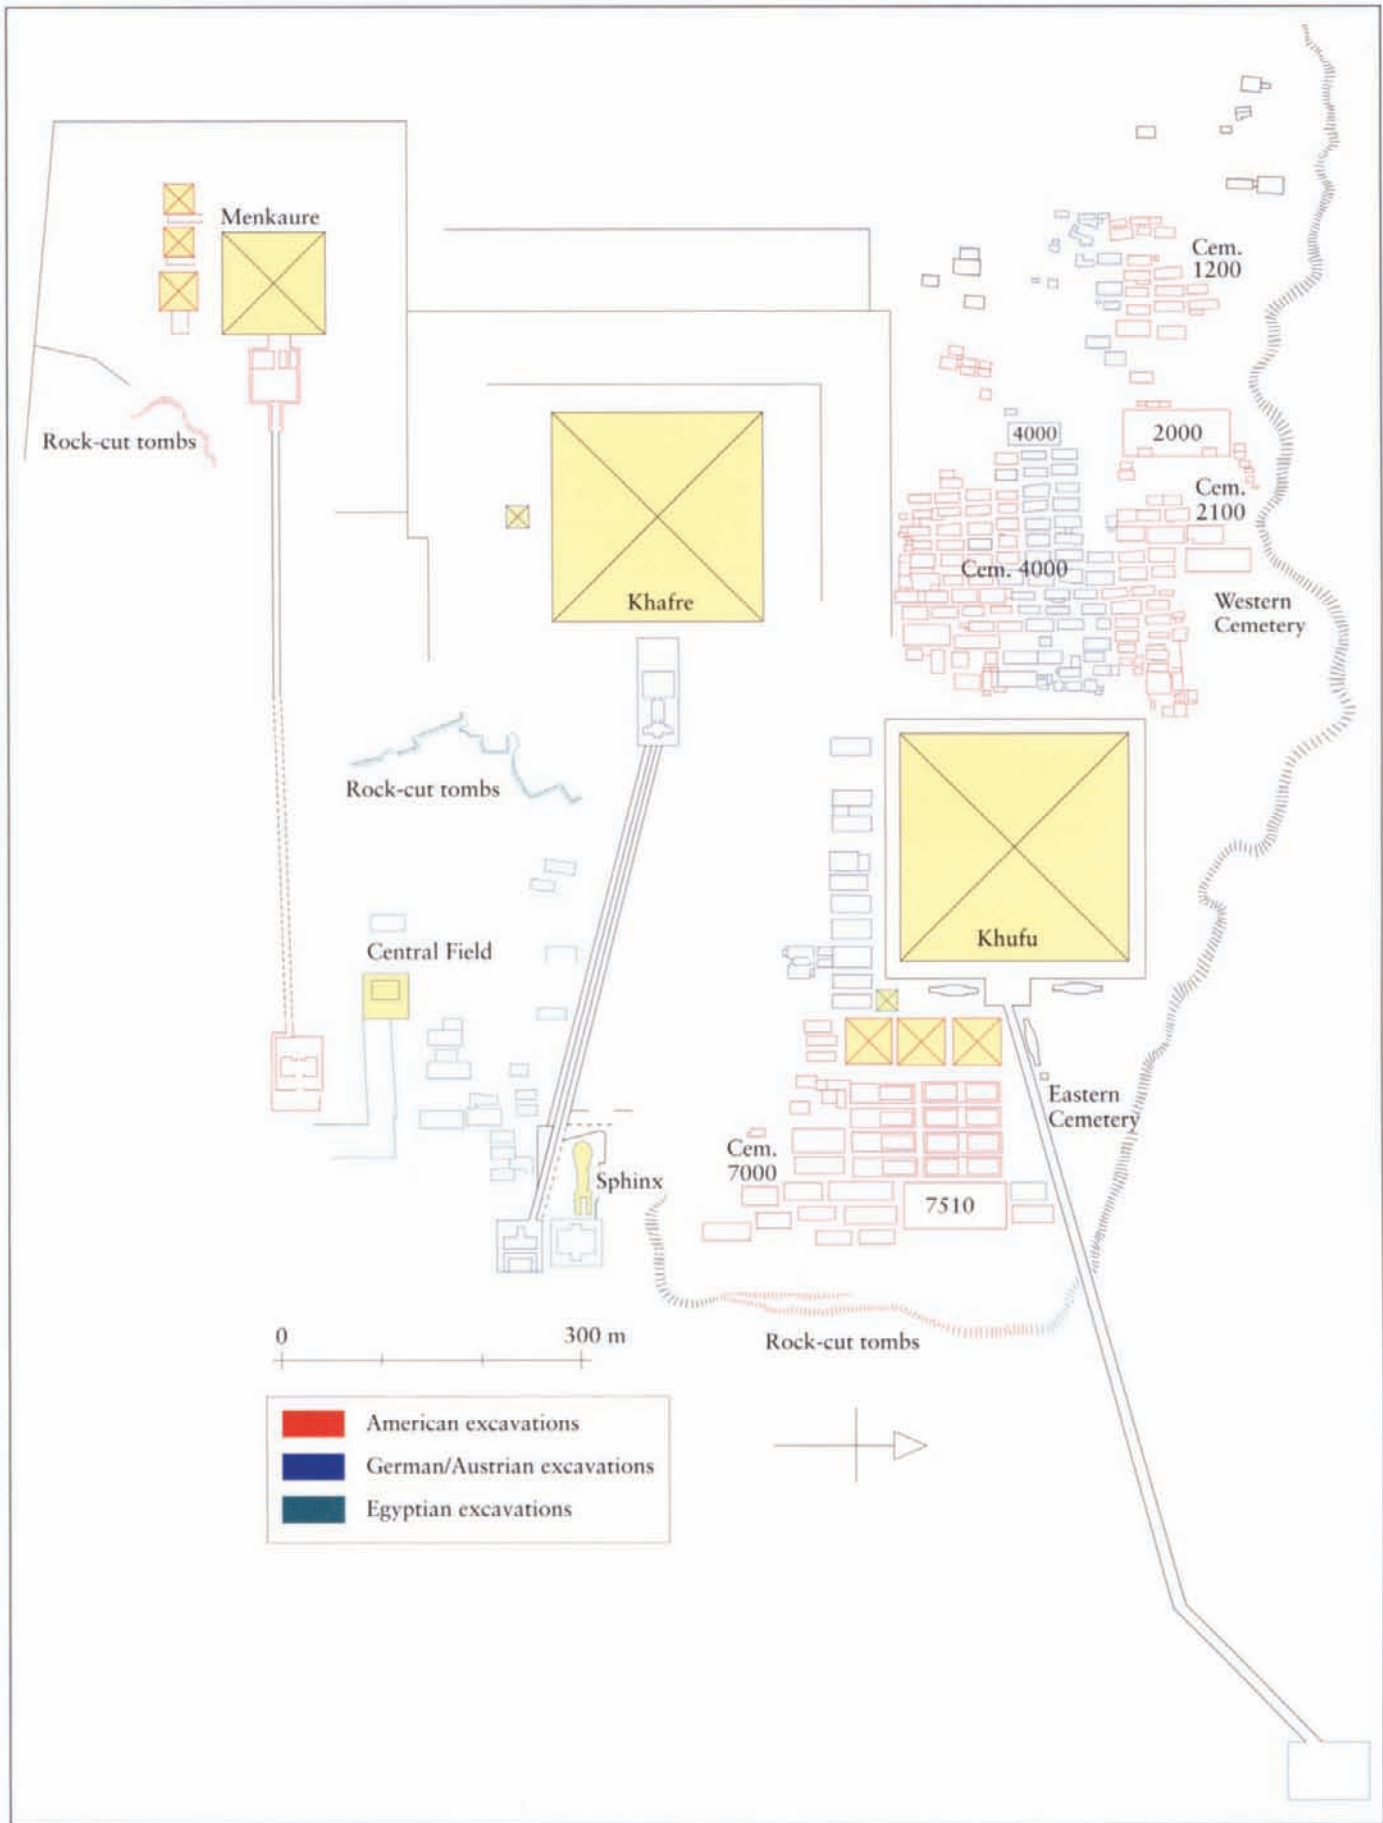 Menkaure
Cem.
1200
Rock-cut tombs
4000
2000
Cem.
2100
Cem. 4000
Khafre
Western
Cemetery
Rock-cut tombs
Khufu
Central Field
Eastern
Cemetery
Cem.
7000
Sphinx
7510
0
300 m
Rock-cut tombs
American excavations
German/Austrian excavations
Egyptian excavations